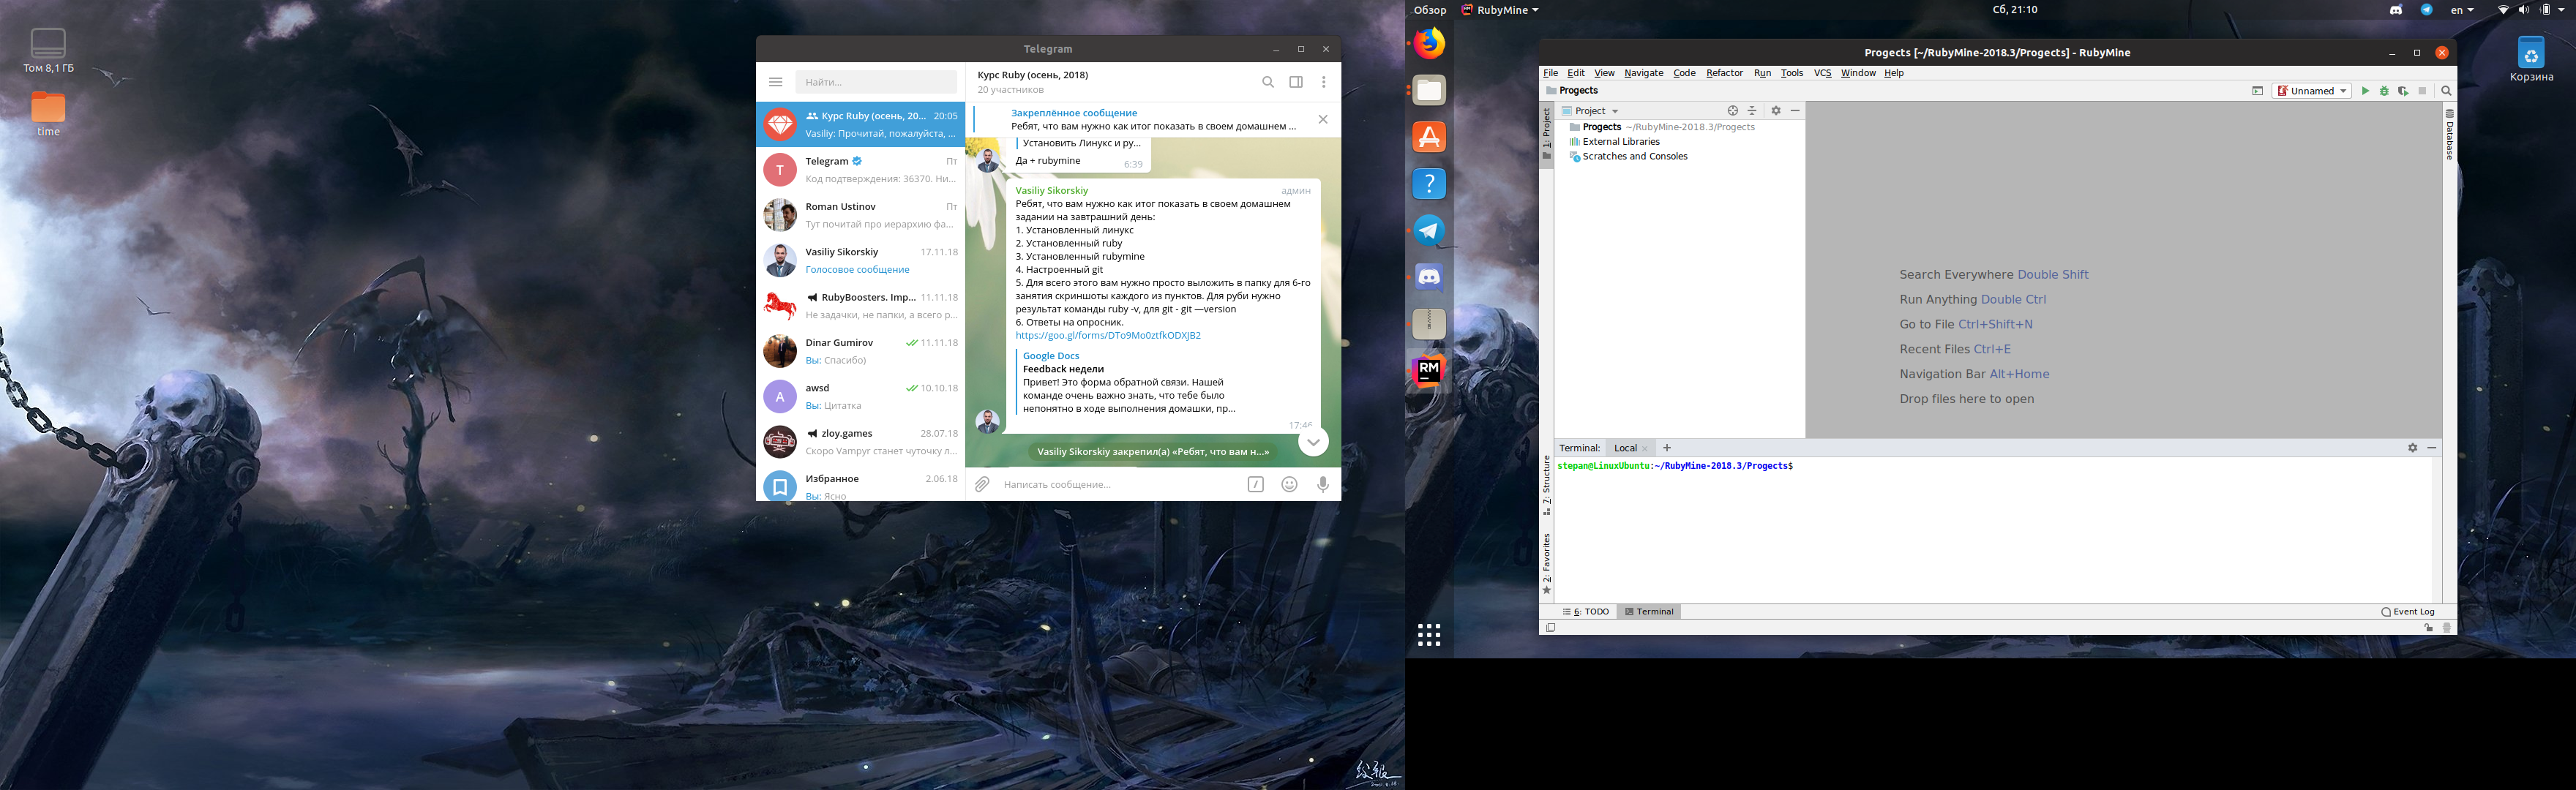 Том 8,1 ГБ
time
Telegram
Найти...
Курс Ruby (осень, 20... 20:05
Vasiliy: Прочитай, пожалуйста, ...
T
Telegram Пт
Код подтверждения: 36370. Ни...
Roman Ustinov Пт
Тут почитай про иерархию фа...
Vasiliy Sikorskiy 17.11.18
Голосовое сообщение
RubyBoosters. Imp... 11.11.18
Не задачки, не папки, а всего р...
Dinar Gumirov 11.11.18
Вы: Спасибо)
A
awsd 10.10.18
Вы: Цитатка
zloy.games 28.07.18
Скоро Vampyr станет чуточку л...
Избранное 2.06.18
Вы: Ясно
Курс Ruby (осень, 2018)
20 участников
Закреплённое сообщение
Ребят, что вам нужно как итог показать в своем домашнем ...
Установить Линукс и ру...
Да + rubymine 6:39
Vasiliy Sikorskiy админ
Ребят, что вам нужно как итог показать в своем домашнем
задании на завтрашний день:
1. Установленный линукс
2. Установленный ruby
3. Установленный rubymine
4. Настроенный git
5. Для всего этого вам нужно просто выложить в папку для 6-го
занятия скриншоты каждого из пунктов. Для руби нужно
результат команды ruby -v, для git - git —version
6. Ответы на опросник.
https://goo.gl/forms/DTo9Mo0ztfkODXJB2
Google Docs
Feedback недели
Привет! Это форма обратной связи. Нашей
команде очень важно знать, что тебе было
непонятно в ходе выполнения домашки, пр...
17:46
Vasiliy Sikorskiy закрепил(а) «Ребят, что вам н...»
Написать сообщение...
Обзор RubyMine Сб, 21:10 en
Корзина
RM
Progects [~/RubyMine-2018.3/Progects] - RubyMine
File Edit View Navigate Code Refactor Run Tools VCS Window Help
Progects Unnamed
1: Project
Project
Progects ~/RubyMine-2018.3/Progects
External Libraries
Scratches and Consoles
Database
Search Everywhere Double Shift
Run Anything Double Ctrl
Go to File Ctrl+Shift+N
Recent Files Ctrl+E
Navigation Bar Alt+Home
Drop files here to open
7: Structure
2: Favorites
Terminal: Local
stepan@LinuxUbuntu:~/RubyMine-2018.3/Progects$
6: TODO Terminal Event Log